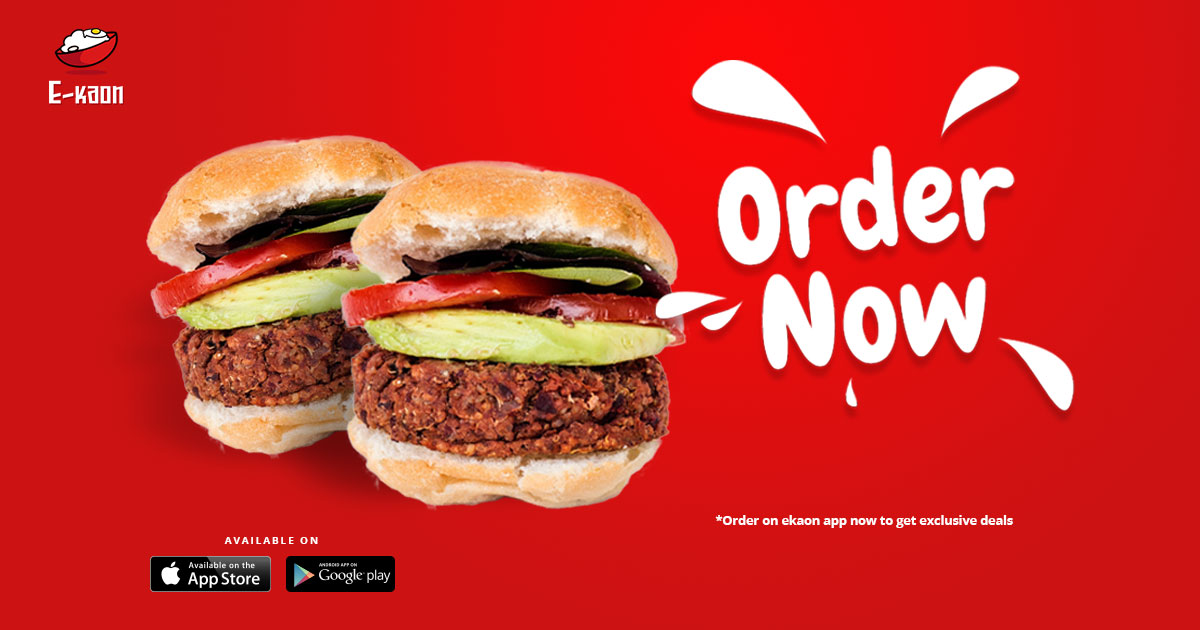 E-kaon
Order
Now
*Order on ekaon app now to get exclusive deals
AVAILABLE ON
Available on the
App Store
ANDROID APP ON
Google play